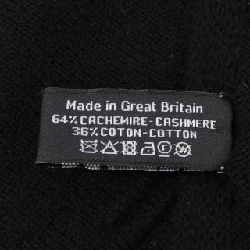 Made in Great Britain
64% CACHEMIRE-CASHMERE
36% COTON-COTTON